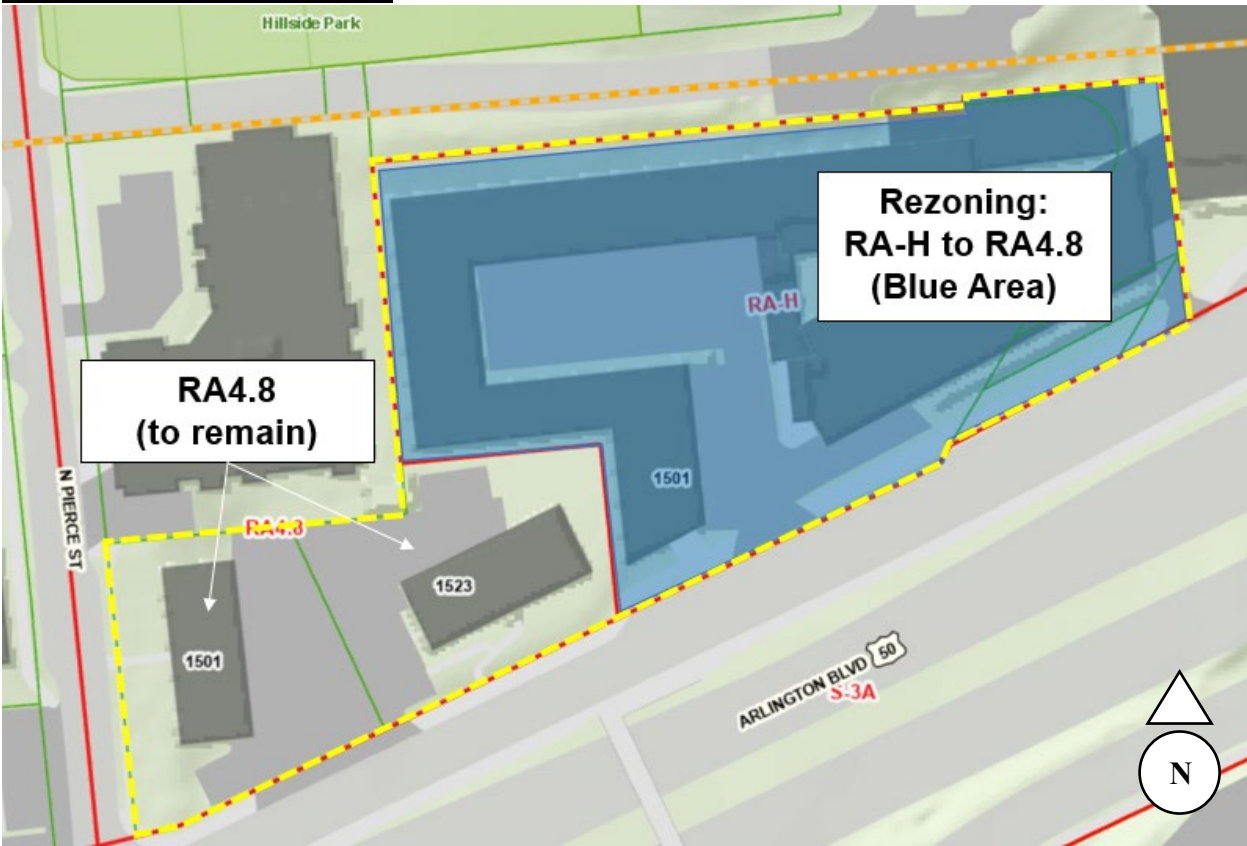 Hillside Park
Rezoning:
RA-H to RA4.8
(Blue Area)
RA-H
RA4.8
(to remain)
1501
N PIERCE ST
RA4.8
1523
1501
ARLINGTON BLVD 50
S-3A
N